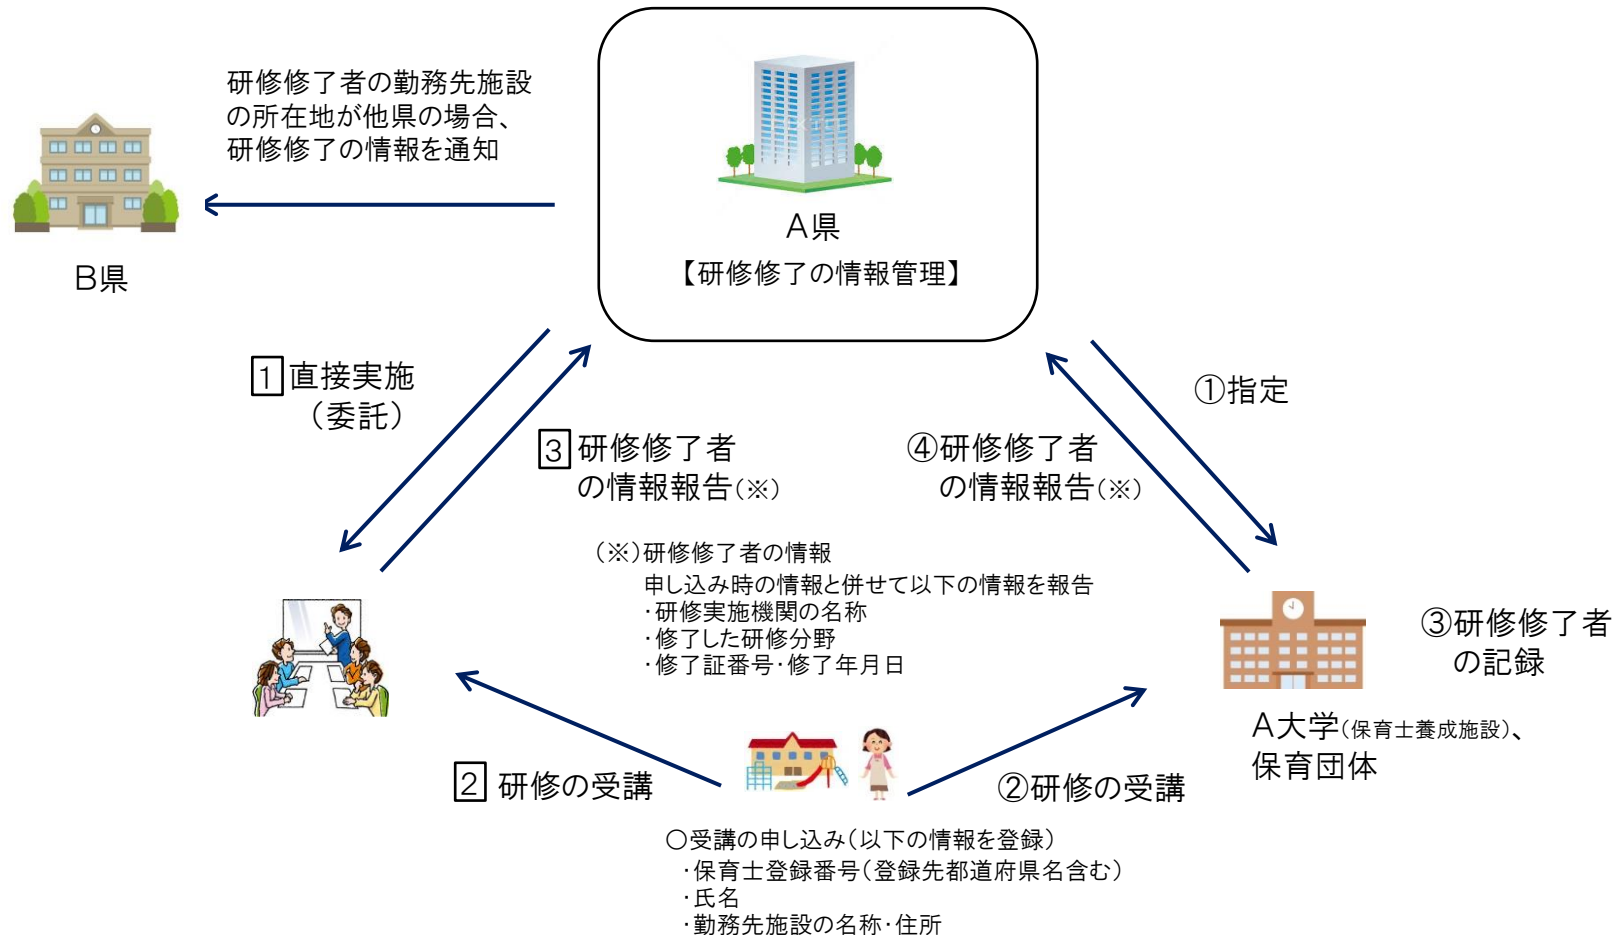 研修修了者の勤務先施設
の所在地が他県の場合、
研修修了の情報を通知
B県
A県
【研修修了の情報管理】
1 直接実施
（委託）
3 研修修了者
の情報報告（※）
④研修修了者
の情報報告（※）
①指定
（※）研修修了者の情報
申し込み時の情報と併せて以下の情報を報告
・研修実施機関の名称
・修了した研修分野
・修了証番号・修了年月日
③研修修了者
の記録
A大学（保育士養成施設）、
保育団体
2 研修の受講
②研修の受講
○受講の申し込み（以下の情報を登録）
・保育士登録番号（登録先都道府県名含む）
・氏名
・勤務先施設の名称・住所